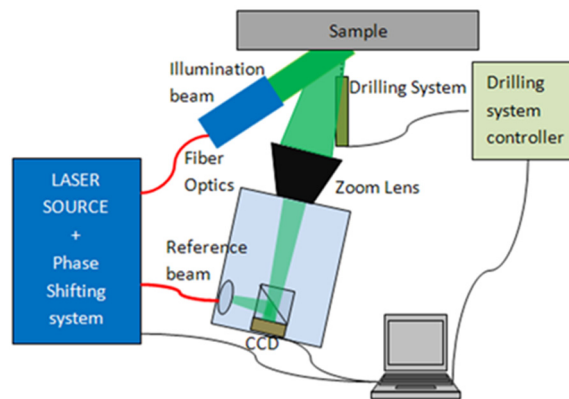 Sample
Illumination
beam
Drilling System
Drilling
system
controller
Fiber
Optics
Zoom Lens
LASER
SOURCE
+
Phase
Shifting
system
Reference
beam
CCD